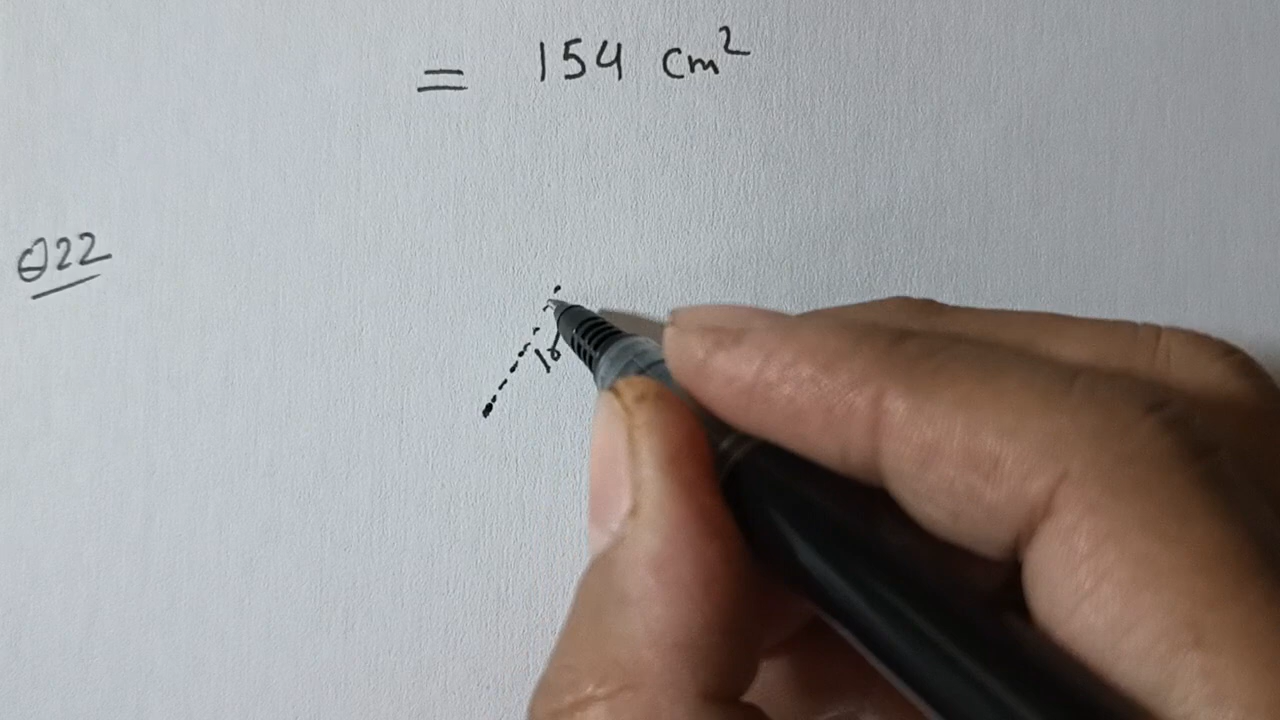 = 154 cm²
Q22